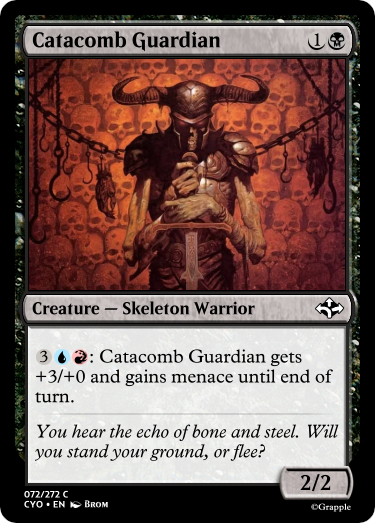 Catacomb Guardian 1
Creature — Skeleton Warrior
3: Catacomb Guardian gets
+3/+0 and gains menace until end of
turn.
You hear the echo of bone and steel. Will
you stand your ground, or flee?
2/2
072/272 C
CYO • EN Brom
©Grapple